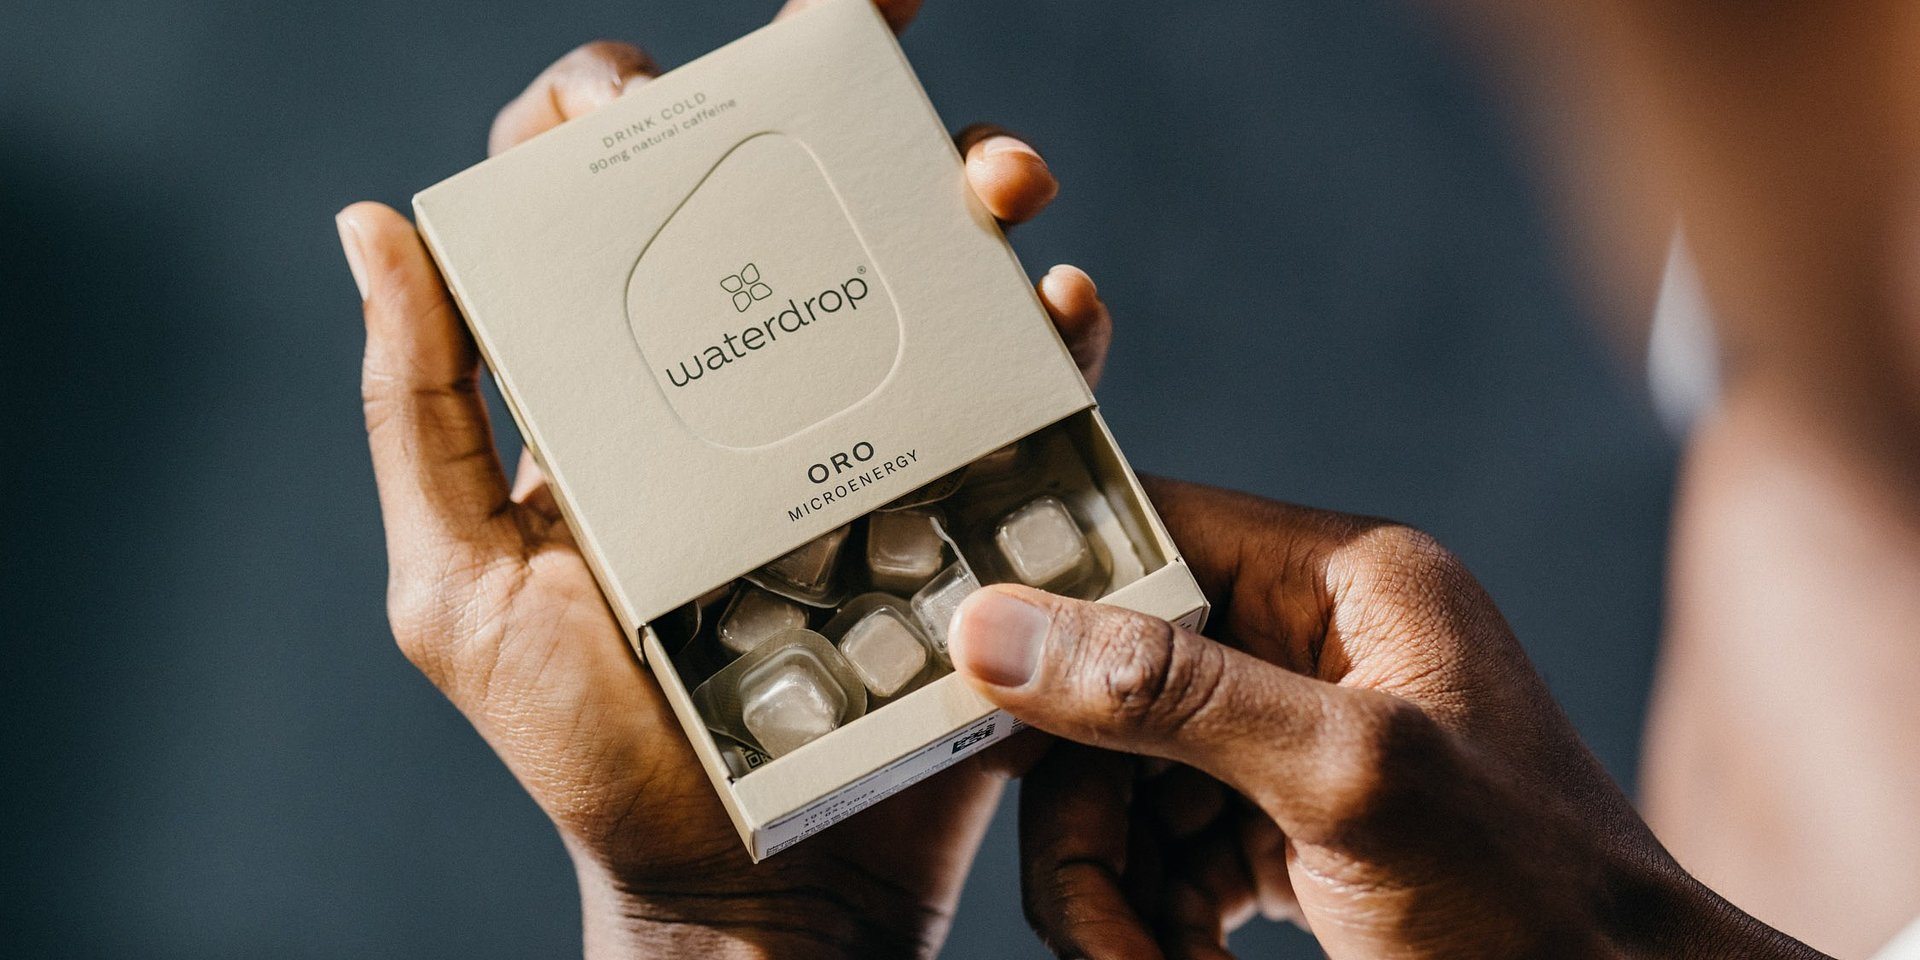 DRINK COLD
90mg natural caffeine
waterdrop®
ORO
MICROENERGY